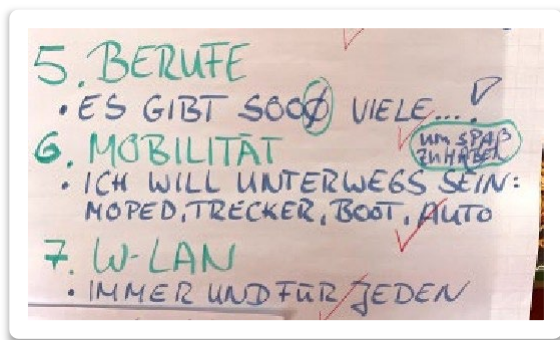 5. BERUFE
• ES GIBT SOOO VIELE....
6. MOBILITÄT
um SPAß
ZU HABEN
• ICH WILL UNTERWEGS SEIN:
MOPED, TRECKER, BOOT, AUTO
7. W-LAN
• IMMER UND FÜR JEDEN